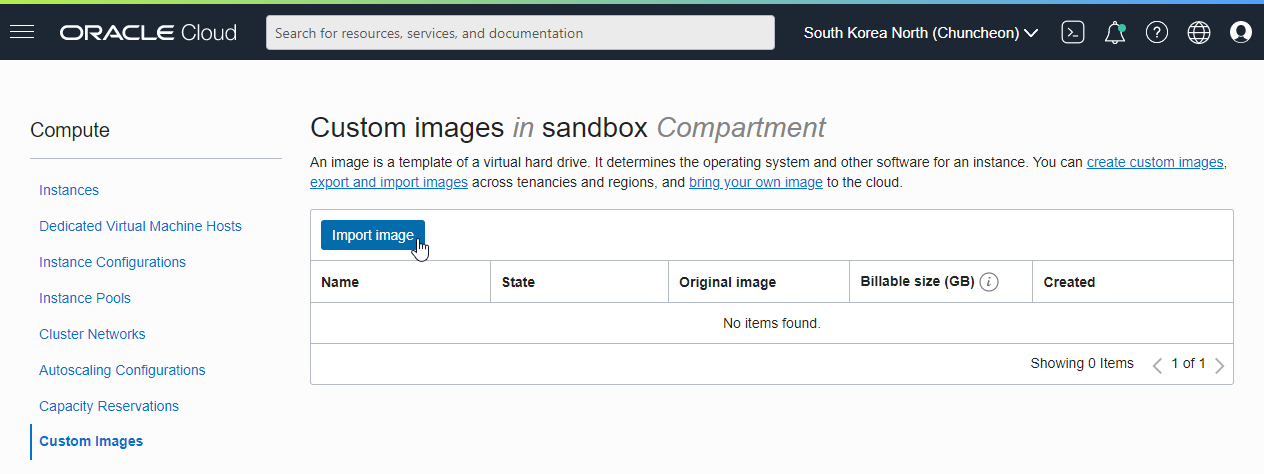 ORACLE Cloud
Search for resources, services, and documentation
South Korea North (Chuncheon)
Compute
Instances
Dedicated Virtual Machine Hosts
Instance Configurations
Instance Pools
Cluster Networks
Autoscaling Configurations
Capacity Reservations
Custom Images
Custom images in sandbox Compartment
An image is a template of a virtual hard drive. It determines the operating system and other software for an instance. You can create custom images,
export and import images across tenancies and regions, and bring your own image to the cloud.
Import image
Name State Original image Billable size (GB) i Created
No items found.
Showing 0 Items 1 of 1